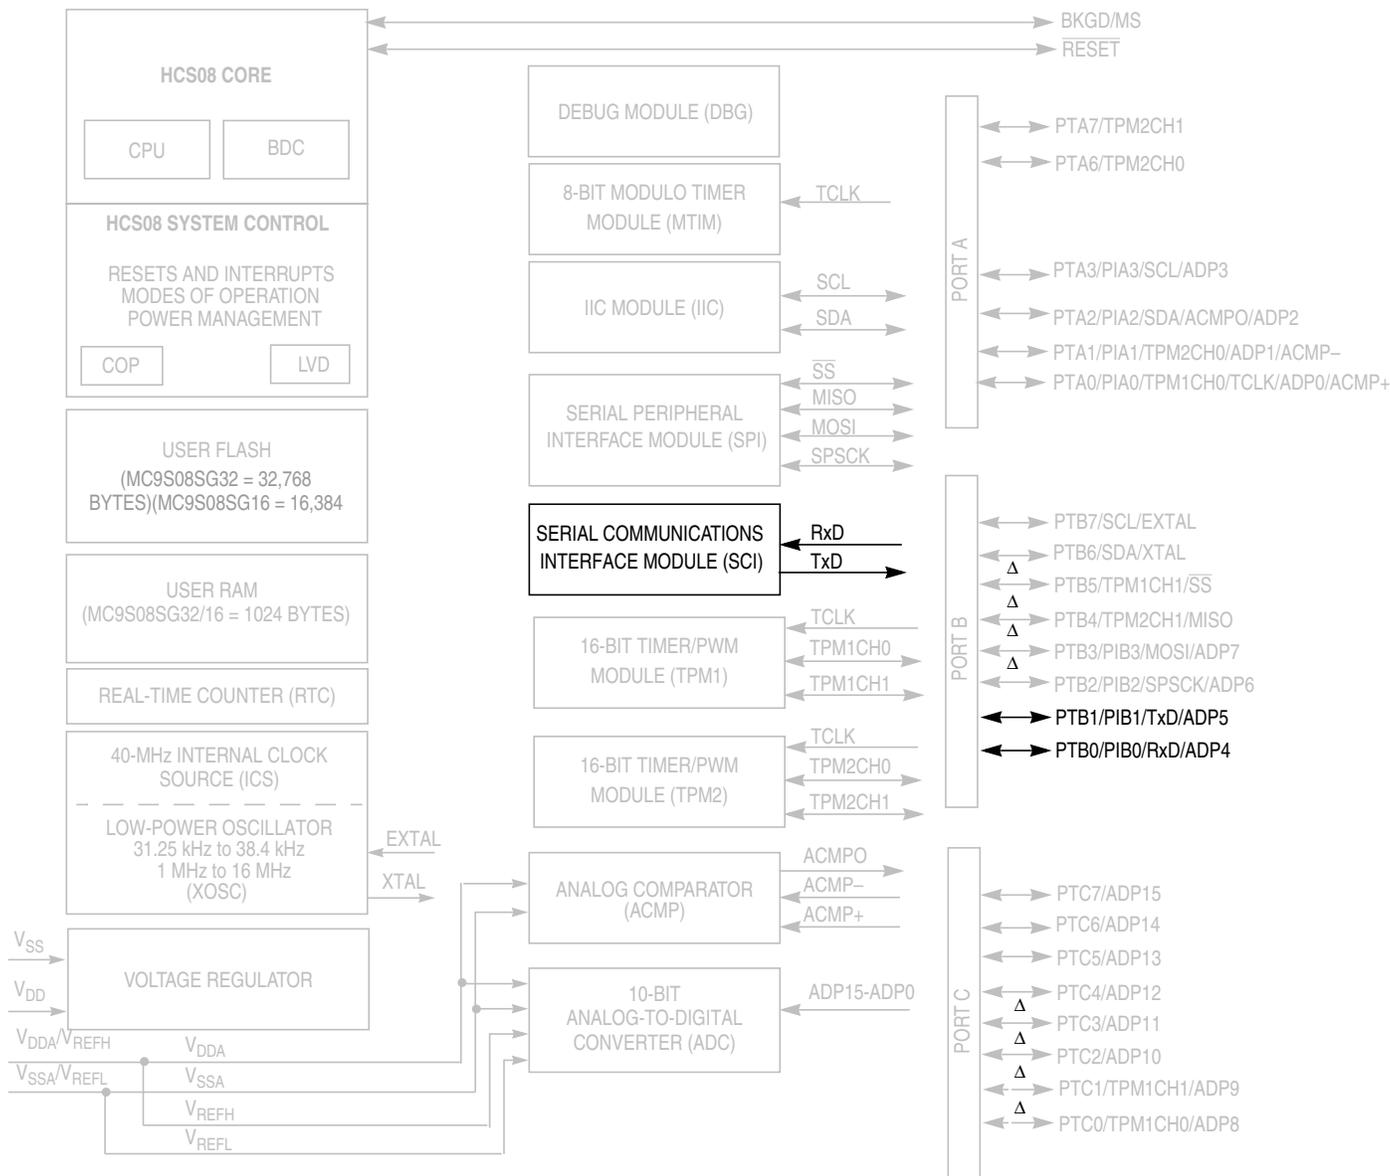 BKGD/MS
RESET
HCS08 CORE
CPU
BDC
HCS08 SYSTEM CONTROL
RESETS AND INTERRUPTS
MODES OF OPERATION
POWER MANAGEMENT
COP
LVD
USER FLASH
(MC9S08SG32 = 32,768
BYTES)(MC9S08SG16 = 16,384
USER RAM
(MC9S08SG32/16 = 1024 BYTES)
REAL-TIME COUNTER (RTC)
40-MHz INTERNAL CLOCK
SOURCE (ICS)
LOW-POWER OSCILLATOR
31.25 kHz to 38.4 kHz
1 MHz to 16 MHz
(XOSC)
EXTAL
XTAL
VSS
VDD
VOLTAGE REGULATOR
VDDA/VREFH
VSSA/VREFL
VDDA
VSSA
VREFH
VREFL
DEBUG MODULE (DBG)
8-BIT MODULO TIMER
MODULE (MTIM)
TCLK
IIC MODULE (IIC)
SCL
SDA
SERIAL PERIPHERAL
INTERFACE MODULE (SPI)
SS
MISO
MOSI
SPSCK
SERIAL COMMUNICATIONS
INTERFACE MODULE (SCI)
RxD
TxD
16-BIT TIMER/PWM
MODULE (TPM1)
TCLK
TPM1CH0
TPM1CH1
16-BIT TIMER/PWM
MODULE (TPM2)
TCLK
TPM2CH0
TPM2CH1
ANALOG COMPARATOR
(ACMP)
ACMPO
ACMP–
ACMP+
10-BIT
ANALOG-TO-DIGITAL
CONVERTER (ADC)
ADP15-ADP0
PORT A
PTA7/TPM2CH1
PTA6/TPM2CH0
PTA3/PIA3/SCL/ADP3
PTA2/PIA2/SDA/ACMPO/ADP2
PTA1/PIA1/TPM2CH0/ADP1/ACMP–
PTA0/PIA0/TPM1CH0/TCLK/ADP0/ACMP+
PORT B
PTB7/SCL/EXTAL
PTB6/SDA/XTAL
Δ
PTB5/TPM1CH1/SS
Δ
PTB4/TPM2CH1/MISO
Δ
PTB3/PIB3/MOSI/ADP7
Δ
PTB2/PIB2/SPSCK/ADP6
PTB1/PIB1/TxD/ADP5
PTB0/PIB0/RxD/ADP4
PORT C
PTC7/ADP15
PTC6/ADP14
PTC5/ADP13
PTC4/ADP12
Δ
PTC3/ADP11
Δ
PTC2/ADP10
Δ
PTC1/TPM1CH1/ADP9
Δ
PTC0/TPM1CH0/ADP8